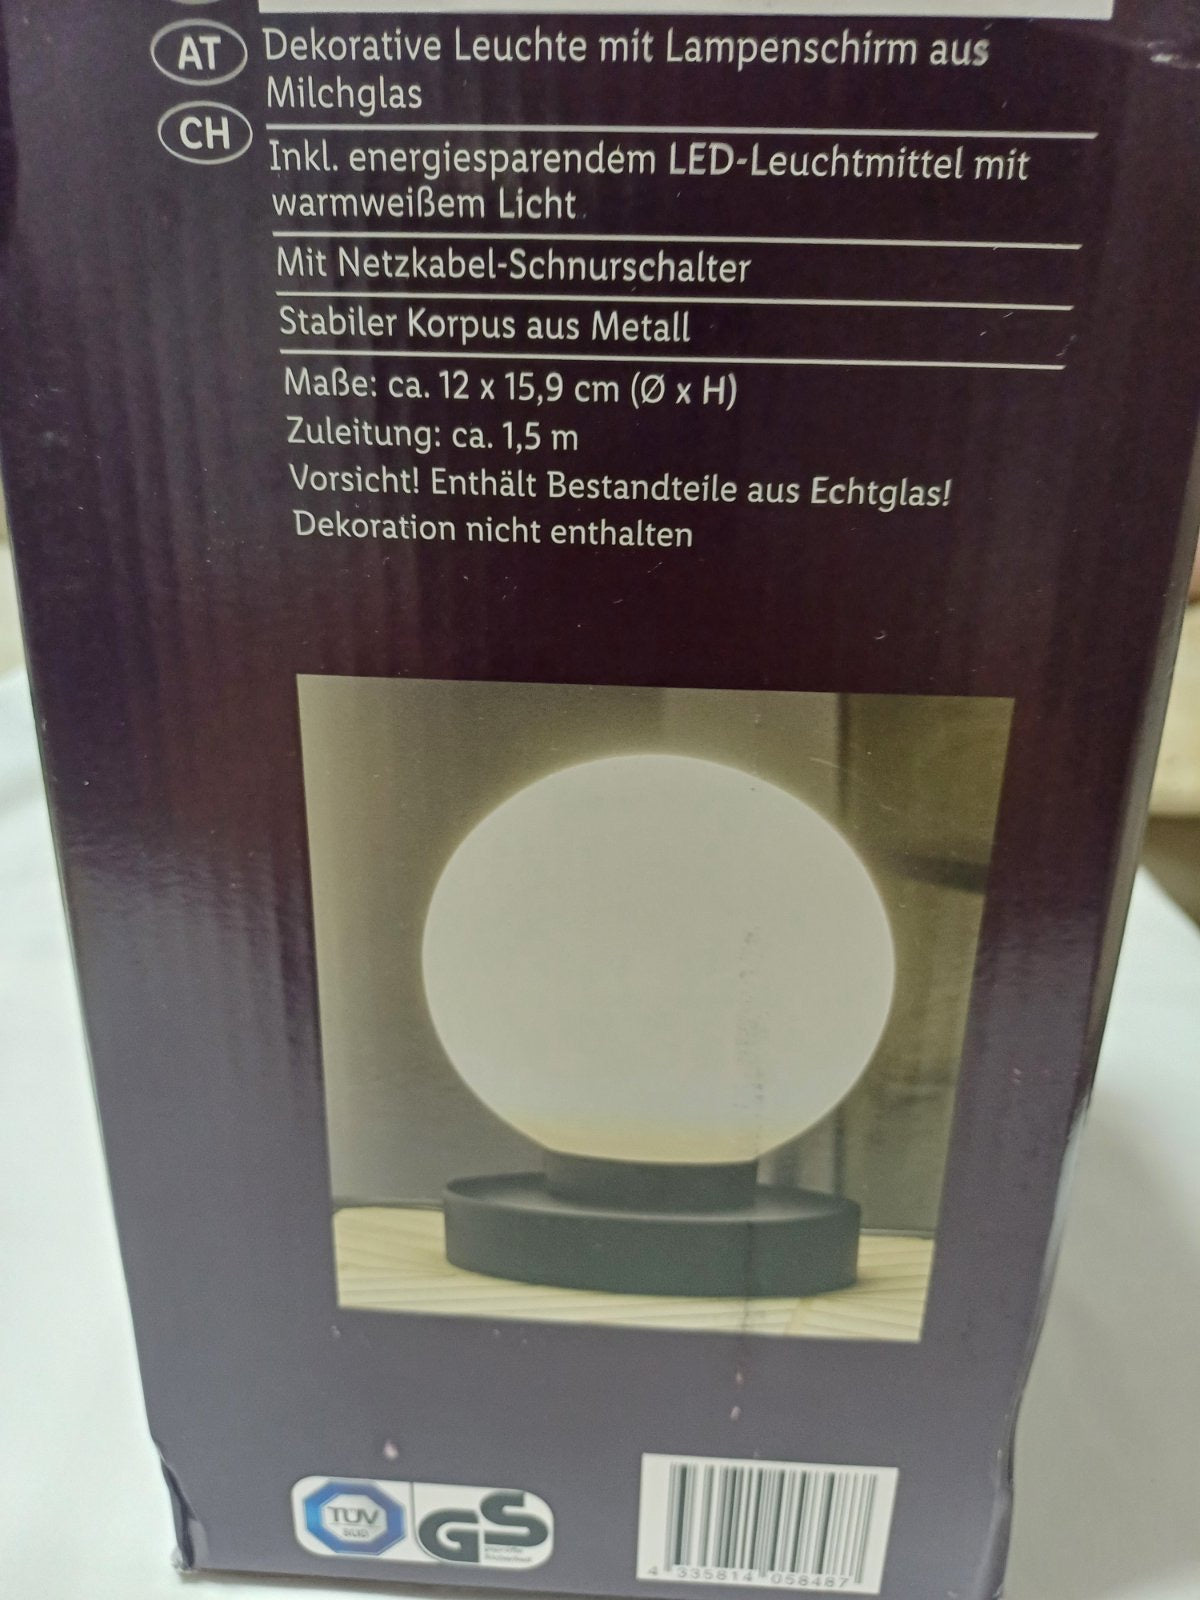 AT
CH
Dekorative Leuchte mit Lampenschirm aus
Milchglas
Inkl. energiesparendem LED-Leuchtmittel mit
warmweißem Licht
Mit Netzkabel-Schnurschalter
Stabiler Korpus aus Metall
Maße: ca. 12 x 15,9 cm (Ø x H)
Zuleitung: ca. 1,5 m
Vorsicht! Enthält Bestandteile aus Echtglas!
Dekoration nicht enthalten
TÜV
SÜD
GS
4 335814 058487